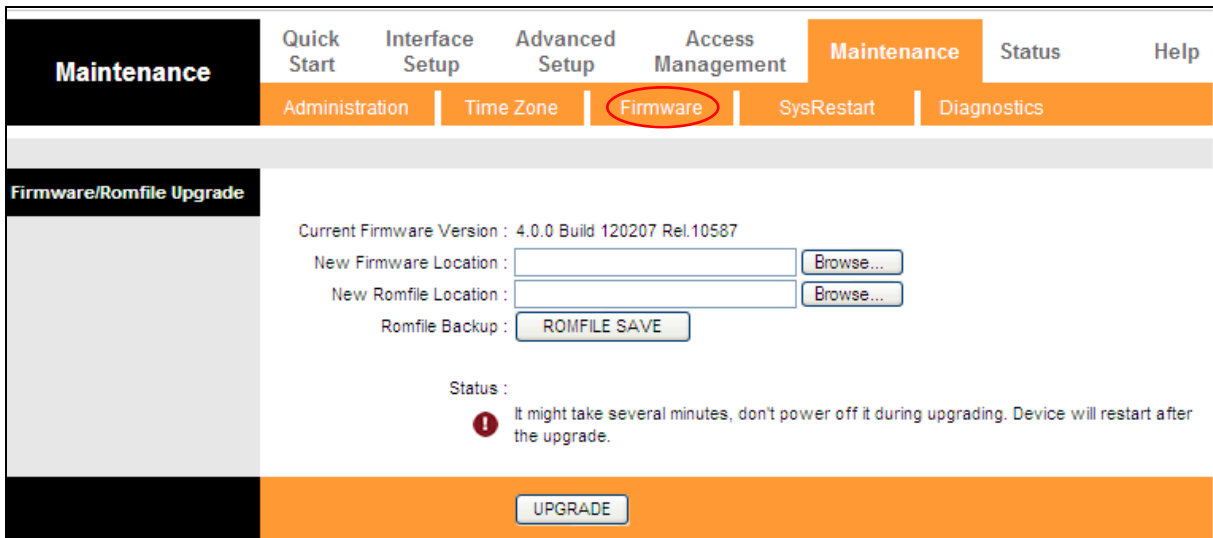 Maintenance
Quick Start
Interface Setup
Advanced Setup
Access Management
Maintenance
Status
Help
Administration
Time Zone
Firmware
SysRestart
Diagnostics
Firmware/Romfile Upgrade
Current Firmware Version : 4.0.0 Build 120207 Rel.10587
New Firmware Location : Browse...
New Romfile Location : Browse...
Romfile Backup : ROMFILE SAVE
Status :
It might take several minutes, don't power off it during upgrading. Device will restart after
the upgrade.
UPGRADE